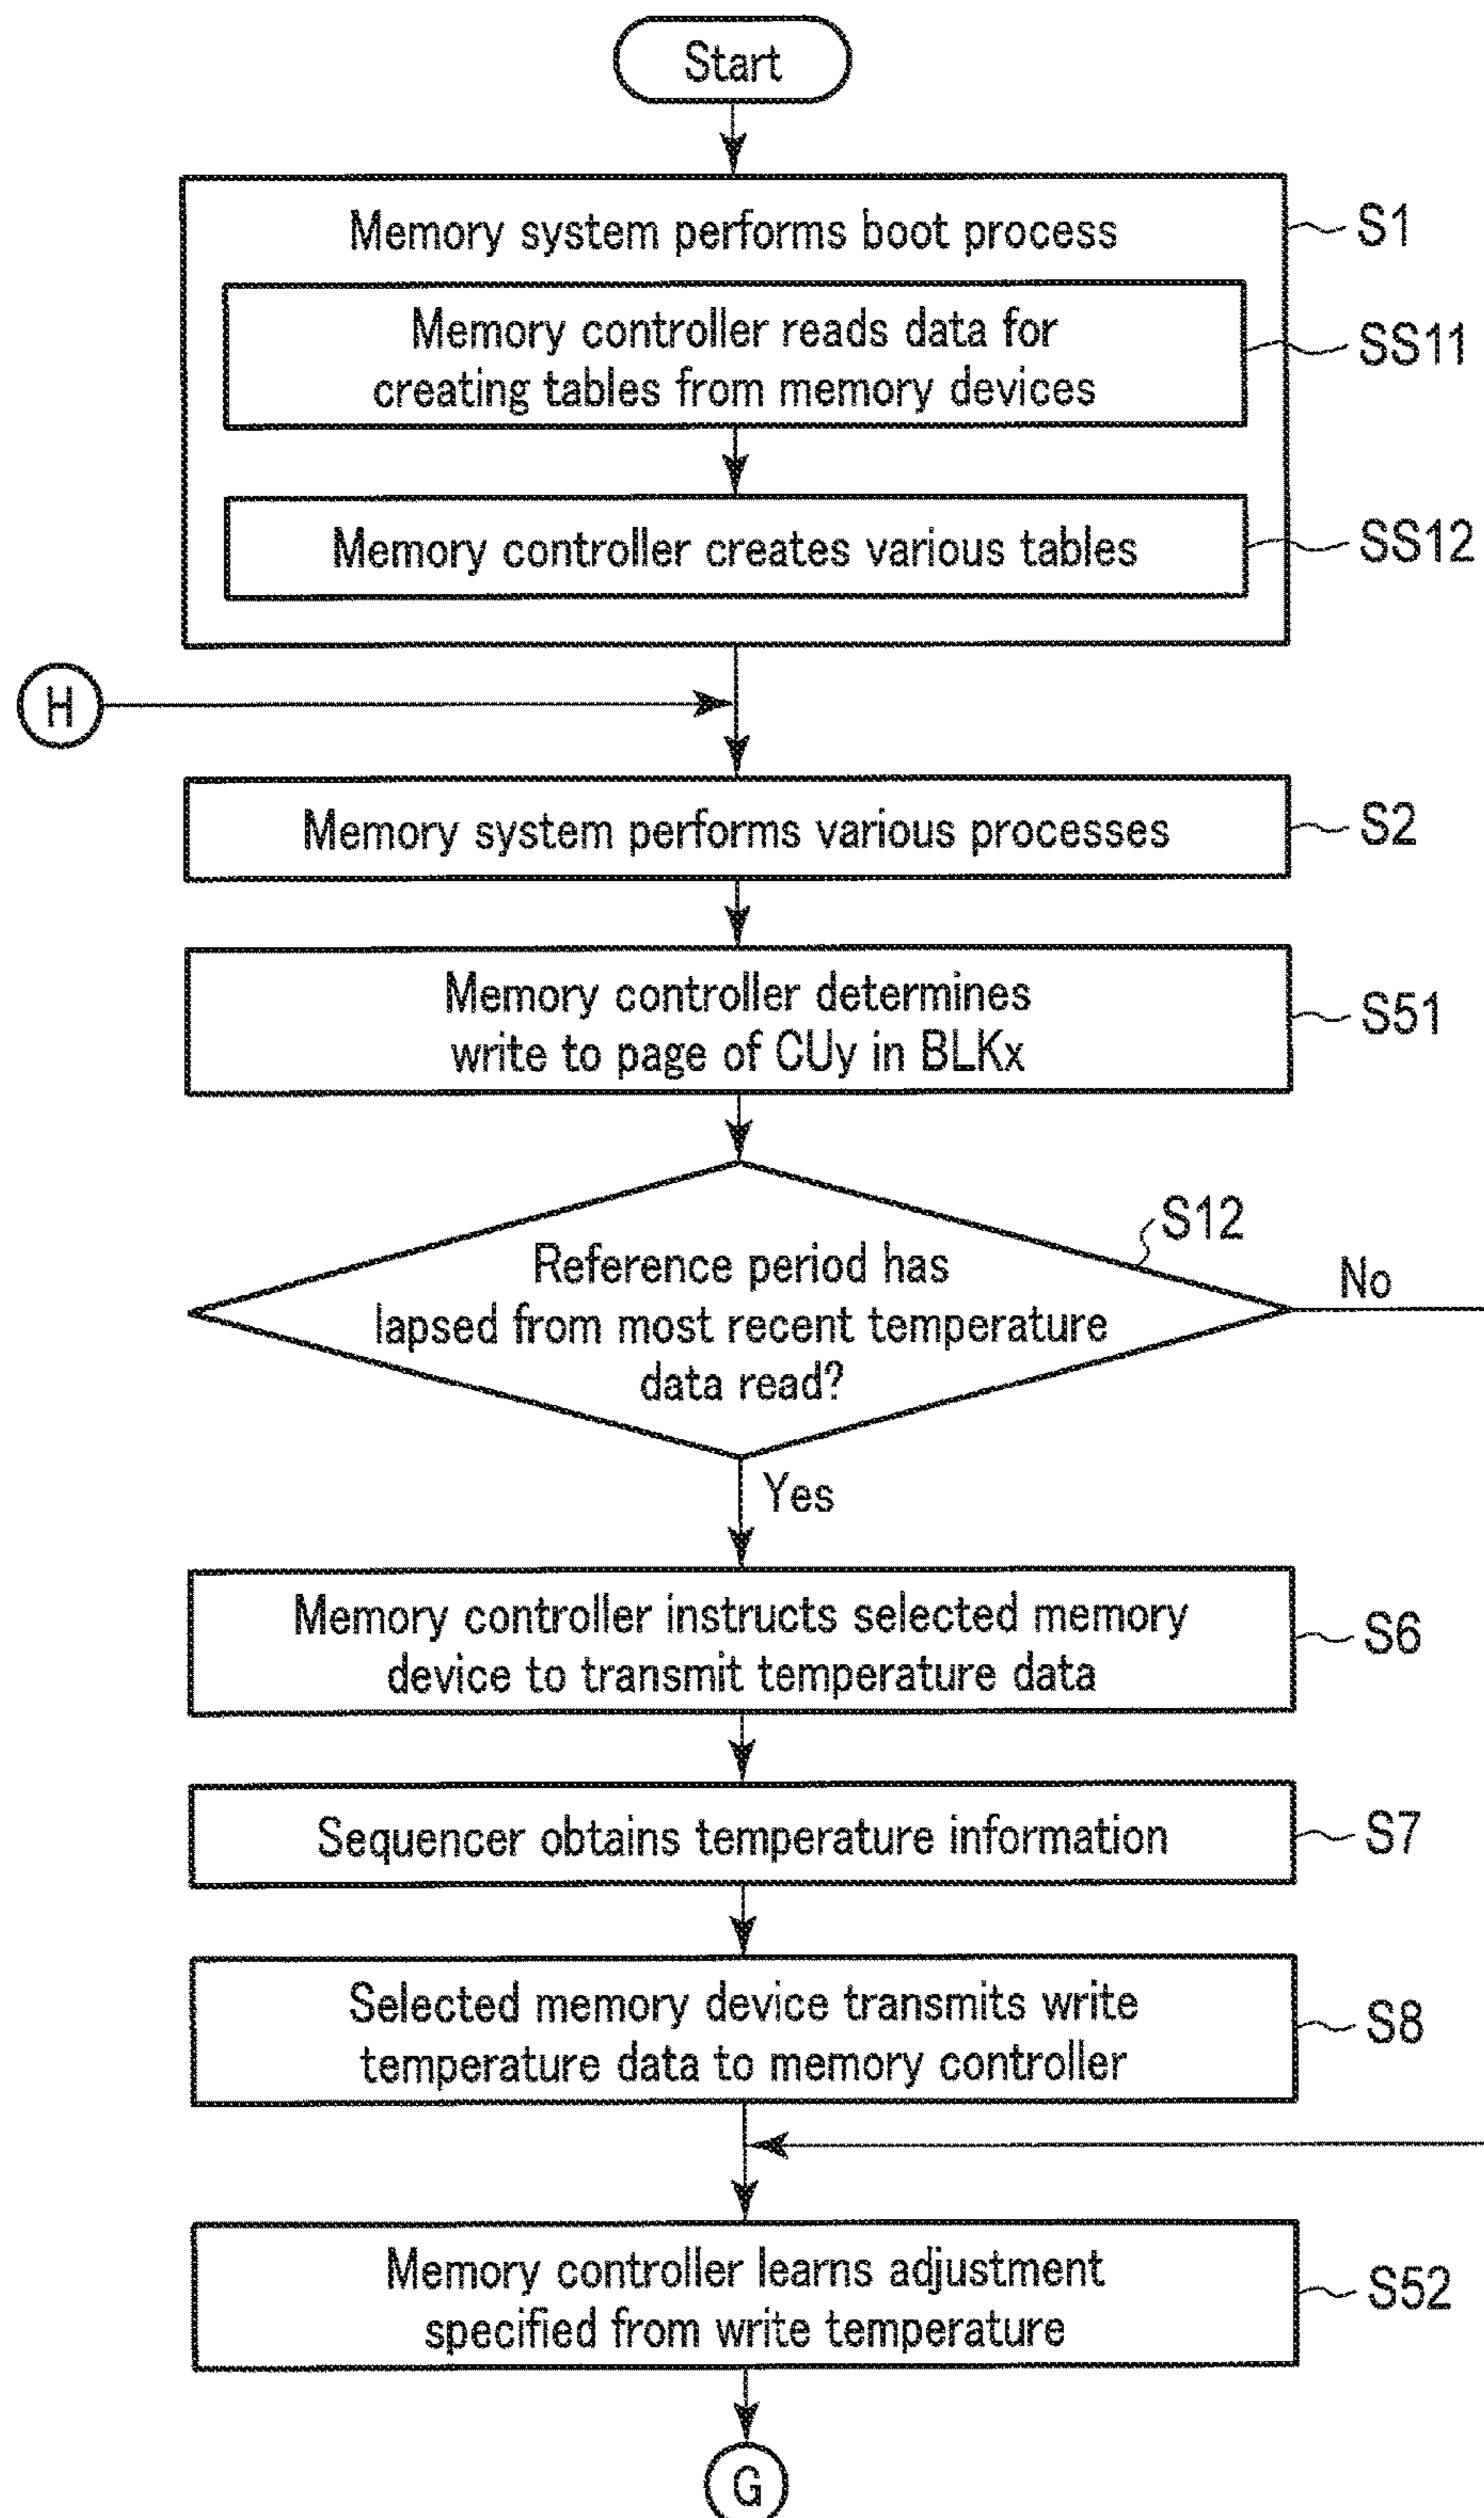 Start
Memory system performs boot process
S1
Memory controller reads data for
creating tables from memory devices
SS11
Memory controller creates various tables
SS12
H
Memory system performs various processes
S2
Memory controller determines
write to page of CUy in BLKx
S51
S12
Reference period has
lapsed from most recent temperature
data read?
No
Yes
Memory controller instructs selected memory
device to transmit temperature data
S6
Sequencer obtains temperature information
S7
Selected memory device transmits write
temperature data to memory controller
S8
Memory controller learns adjustment
specified from write temperature
S52
G